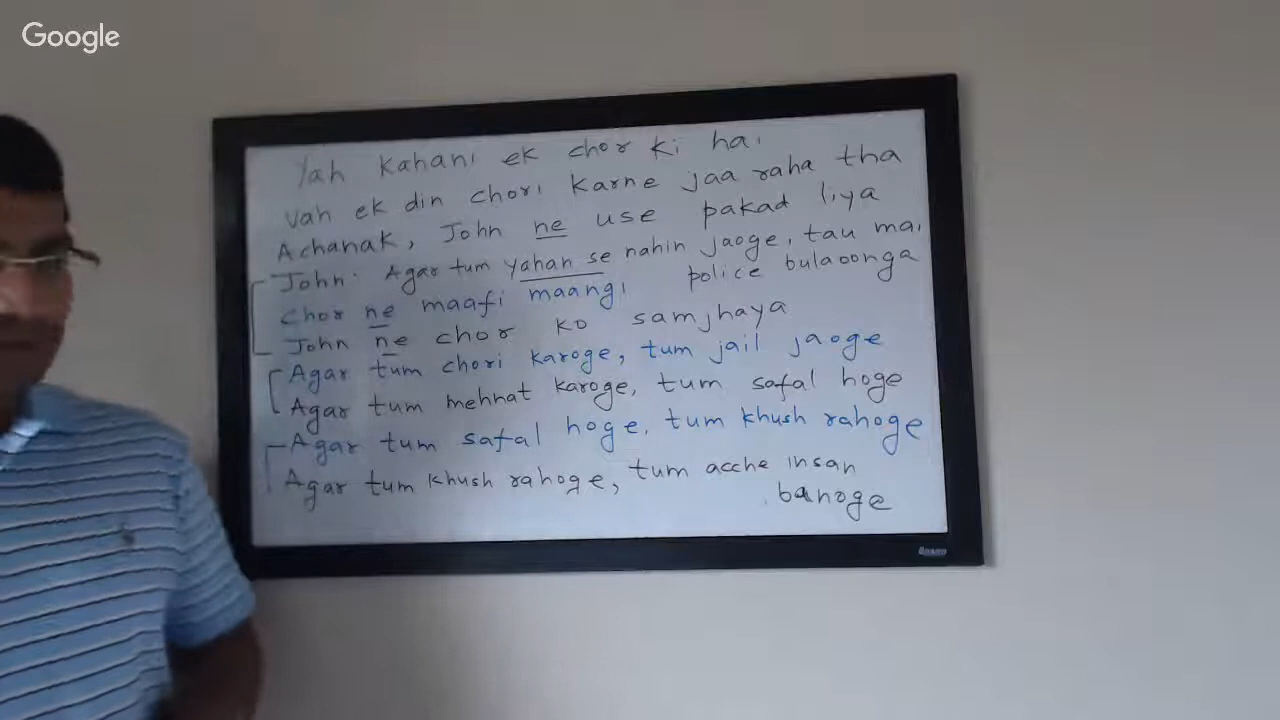 Google
Yah kahani ek chor ki hai
vah ek din chori karne jaa raha tha
Achanak, John ne use pakad liya
John: Agar tum yahan se nahin jaoge, tau mai
police bulaoonga
chor ne maafi maangi
John ne chor ko samjhaya
Agar tum chori karoge, tum jail jaoge
Agar tum mehnat karoge, tum safal hoge
Agar tum safal hoge, tum khush rahoge
Agar tum khush rahoge, tum acche insan
banoge